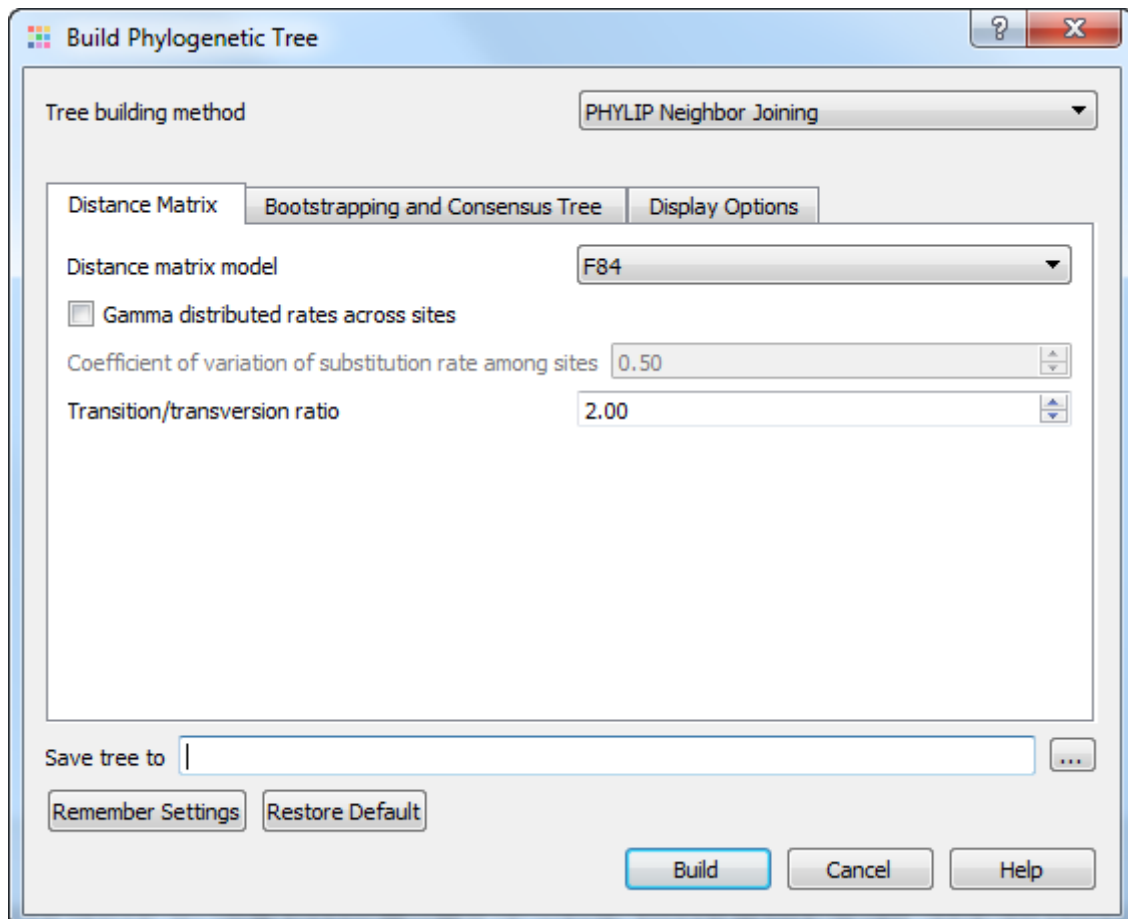 Build Phylogenetic Tree
Tree building method PHYLIP Neighbor Joining
Distance Matrix Bootstrapping and Consensus Tree Display Options
Distance matrix model F84
Gamma distributed rates across sites
Coefficient of variation of substitution rate among sites 0.50
Transition/transversion ratio 2.00
Save tree to ...
Remember Settings Restore Default
Build Cancel Help